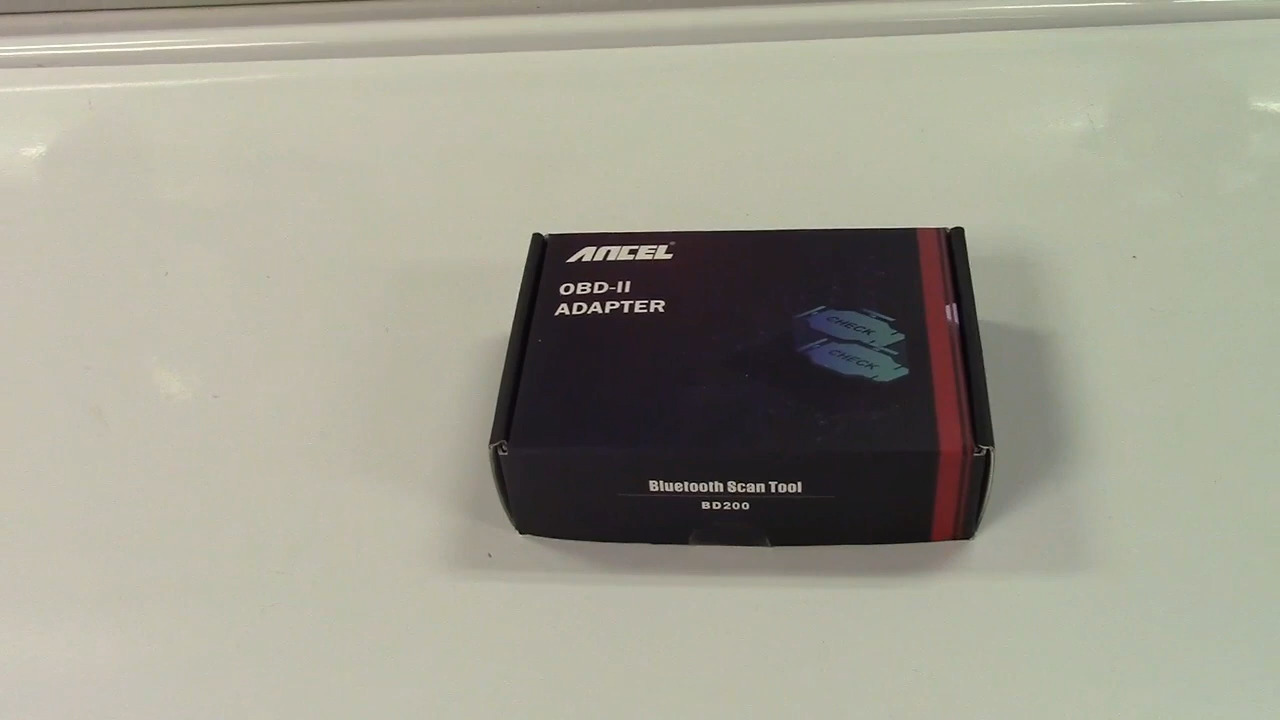 ANCEL®
OBD-II
ADAPTER
CHECK
CHECK
Bluetooth Scan Tool
BD200